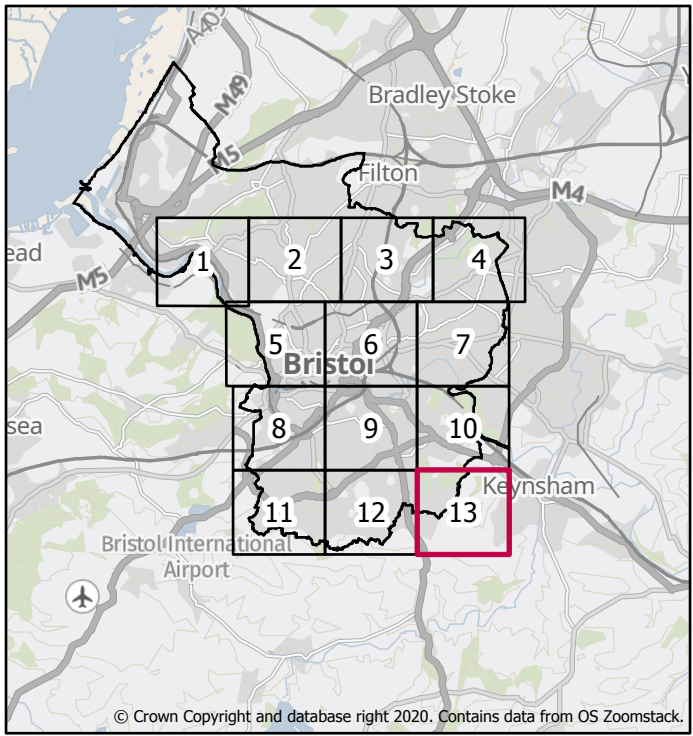 A403
M49
Bradley Stoke
M5
Filton
M4
ead
1
2
3
4
M5
5
6
7
Bristol
sea
8
9
10
Keynsham
11
12
13
Bristol International
Airport
© Crown Copyright and database right 2020. Contains data from OS Zoomstack.